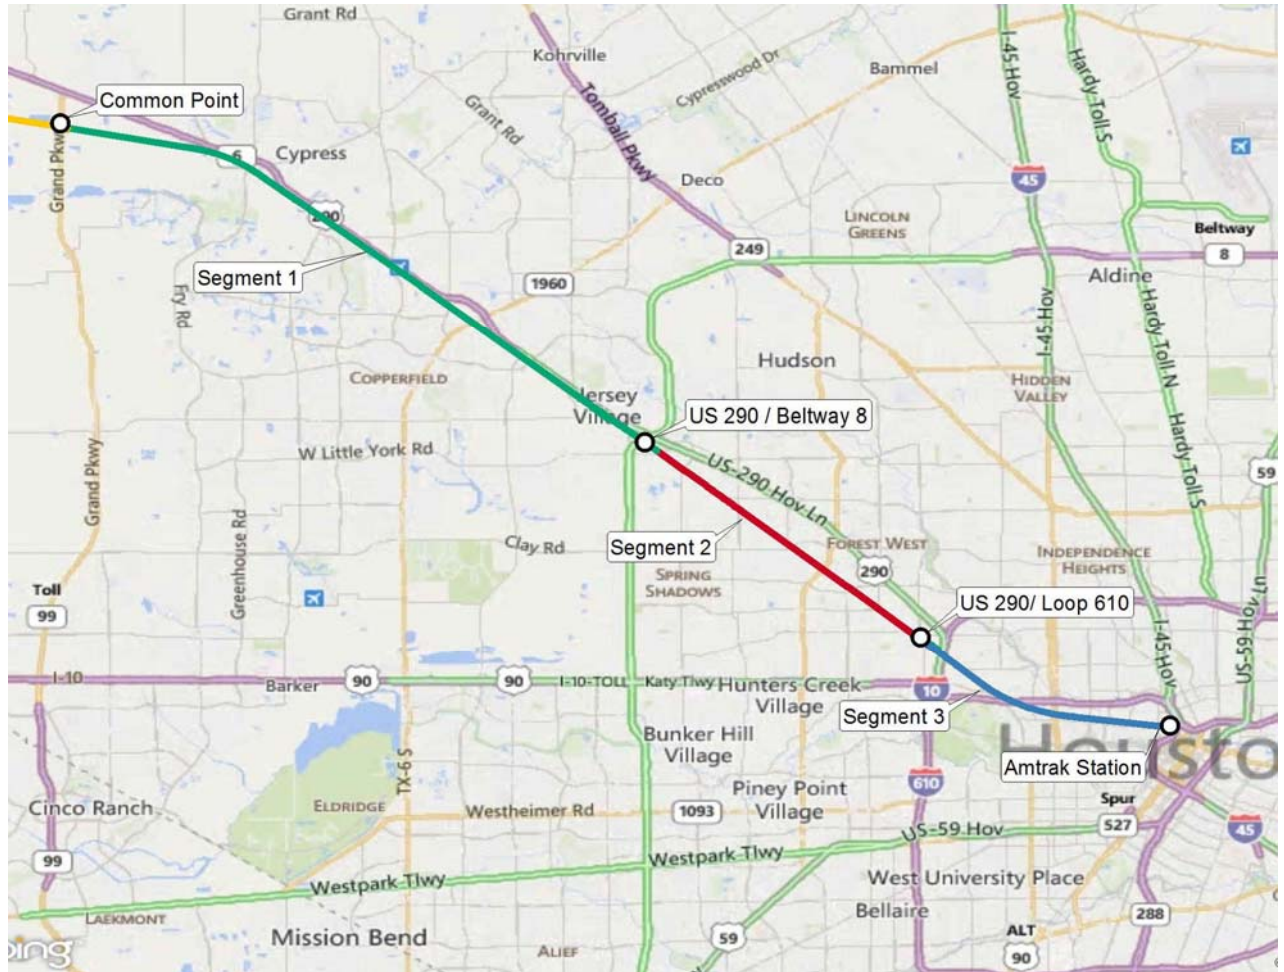 Grant Rd
Kohrville
Cypresswood Dr
Bammel
I-45 Hov
Hardy Toll S
Common Point
Grant Rd
Tomball Pkwy
6
Cypress
Grand Pkwy
Deco
45
290
LINCOLN
GREENS
249
Beltway
8
Segment 1
Fry Rd
1960
Aldine
I-45 Hov
Hardy Toll N
Hudson
COPPERFIELD
HIDDEN
VALLEY
Jersey
Village
US 290 / Beltway 8
W Little York Rd
Grand Pkwy
US-290 Hov Ln
Hardy Toll S
59
Greenhouse Rd
Clay Rd
Segment 2
FOREST WEST
290
INDEPENDENCE
HEIGHTS
SPRING
SHADOWS
Toll
99
US 290/ Loop 610
I-45 Hov
US-59 Hov Ln
I-10
Barker
90
90
I-10-TOLL
Katy Tlwy
Hunters Creek
Village
10
Segment 3
Bunker Hill
Village
TX-6 S
Houston
Amtrak Station
Piney Point
Village
610
Cinco Ranch
ELDRIDGE
Westheimer Rd
1093
Spur
527
45
US-59 Hov
99
Westpark Tlwy
Westpark Tlwy
West University Place
LAEKMONT
Bellaire
288
Mission Bend
ALIEF
59
ALT
90
bing